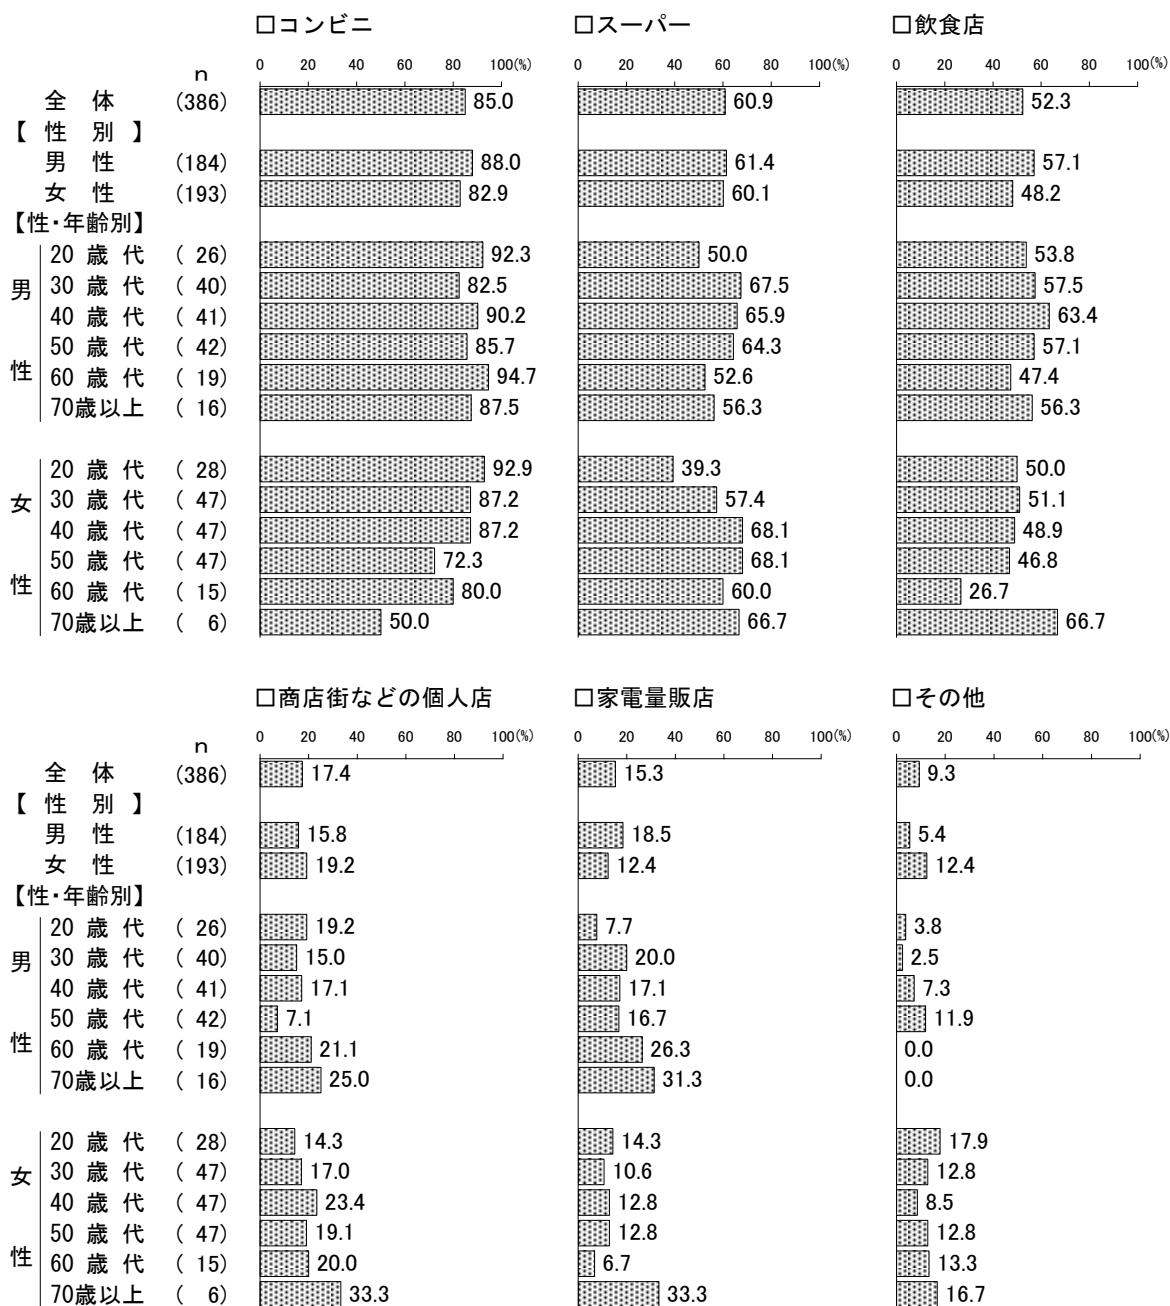 □コンビニ □スーパー □飲食店
n 0 20 40 60 80 100(%) 0 20 40 60 80 100(%) 0 20 40 60 80 100(%)
全 体 (386) 85.0 60.9 52.3
【 性 別 】
男 性 (184) 88.0 61.4 57.1
女 性 (193) 82.9 60.1 48.2
【性・年齢別】
男性
20 歳 代 ( 26) 92.3 50.0 53.8
30 歳 代 ( 40) 82.5 67.5 57.5
40 歳 代 ( 41) 90.2 65.9 63.4
50 歳 代 ( 42) 85.7 64.3 57.1
60 歳 代 ( 19) 94.7 52.6 47.4
70歳以上 ( 16) 87.5 56.3 56.3
女性
20 歳 代 ( 28) 92.9 39.3 50.0
30 歳 代 ( 47) 87.2 57.4 51.1
40 歳 代 ( 47) 87.2 68.1 48.9
50 歳 代 ( 47) 72.3 68.1 46.8
60 歳 代 ( 15) 80.0 60.0 26.7
70歳以上 ( 6) 50.0 66.7 66.7
□商店街などの個人店 □家電量販店 □その他
n 0 20 40 60 80 100(%) 0 20 40 60 80 100(%) 0 20 40 60 80 100(%)
全 体 (386) 17.4 15.3 9.3
【 性 別 】
男 性 (184) 15.8 18.5 5.4
女 性 (193) 19.2 12.4 12.4
【性・年齢別】
男性
20 歳 代 ( 26) 19.2 7.7 3.8
30 歳 代 ( 40) 15.0 20.0 2.5
40 歳 代 ( 41) 17.1 17.1 7.3
50 歳 代 ( 42) 7.1 16.7 11.9
60 歳 代 ( 19) 21.1 26.3 0.0
70歳以上 ( 16) 25.0 31.3 0.0
女性
20 歳 代 ( 28) 14.3 14.3 17.9
30 歳 代 ( 47) 17.0 10.6 12.8
40 歳 代 ( 47) 23.4 12.8 8.5
50 歳 代 ( 47) 19.1 12.8 12.8
60 歳 代 ( 15) 20.0 6.7 13.3
70歳以上 ( 6) 33.3 33.3 16.7